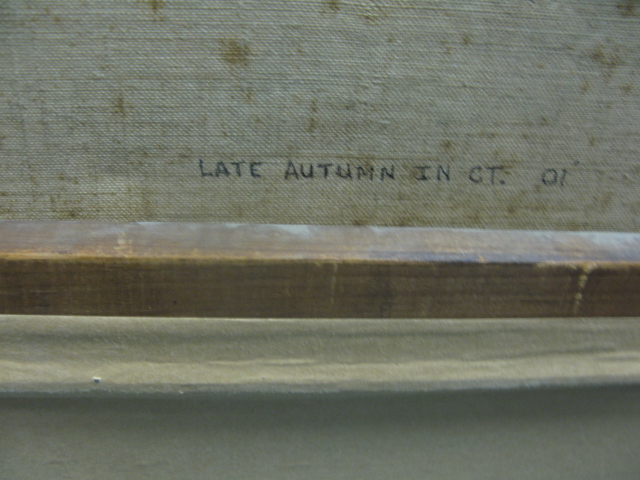 LATE AUTUMN IN CT. 01'